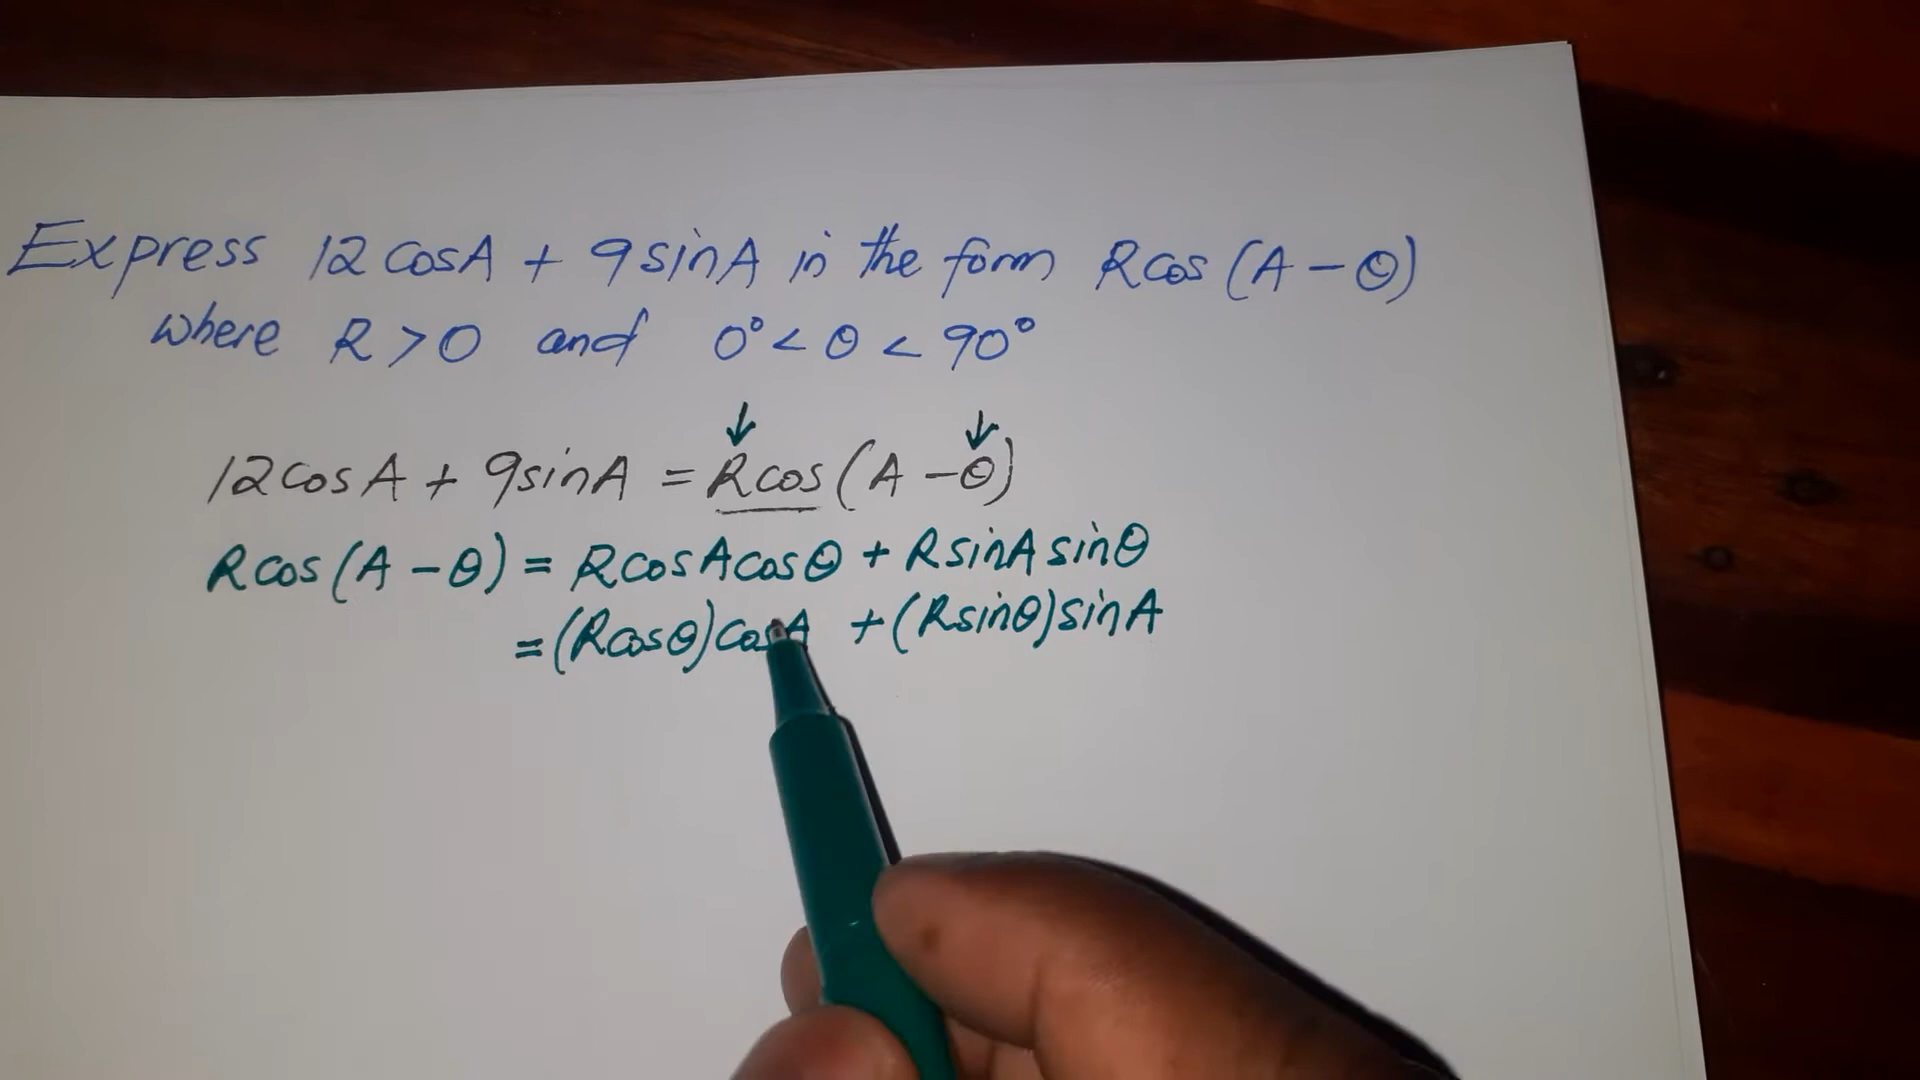 Express 12cosA + 9sinA in the form Rcos(A-θ)
where R>0 and 0°<θ<90°
12cosA + 9sinA = Rcos(A-θ)
Rcos(A-θ) = RcosAcosθ + RsinAsinθ
=(Rcosθ)cosA +(Rsinθ)sinA